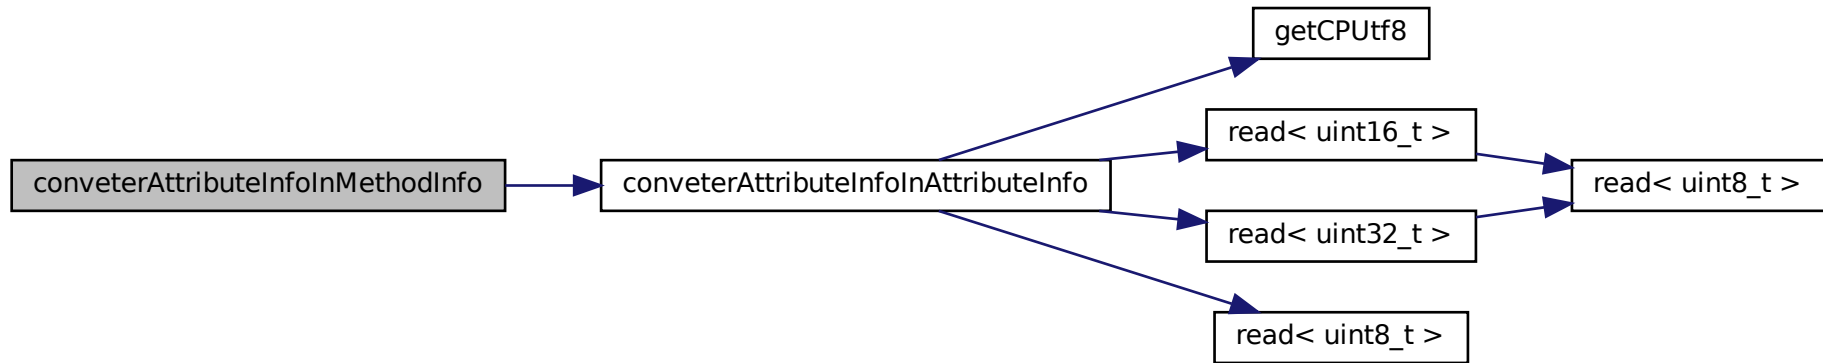 getCPUtf8
read< uint16_t >
conveterAttributeInfoInMethodInfo
conveterAttributeInfoInAttributeInfo
read< uint8_t >
read< uint32_t >
read< uint8_t >